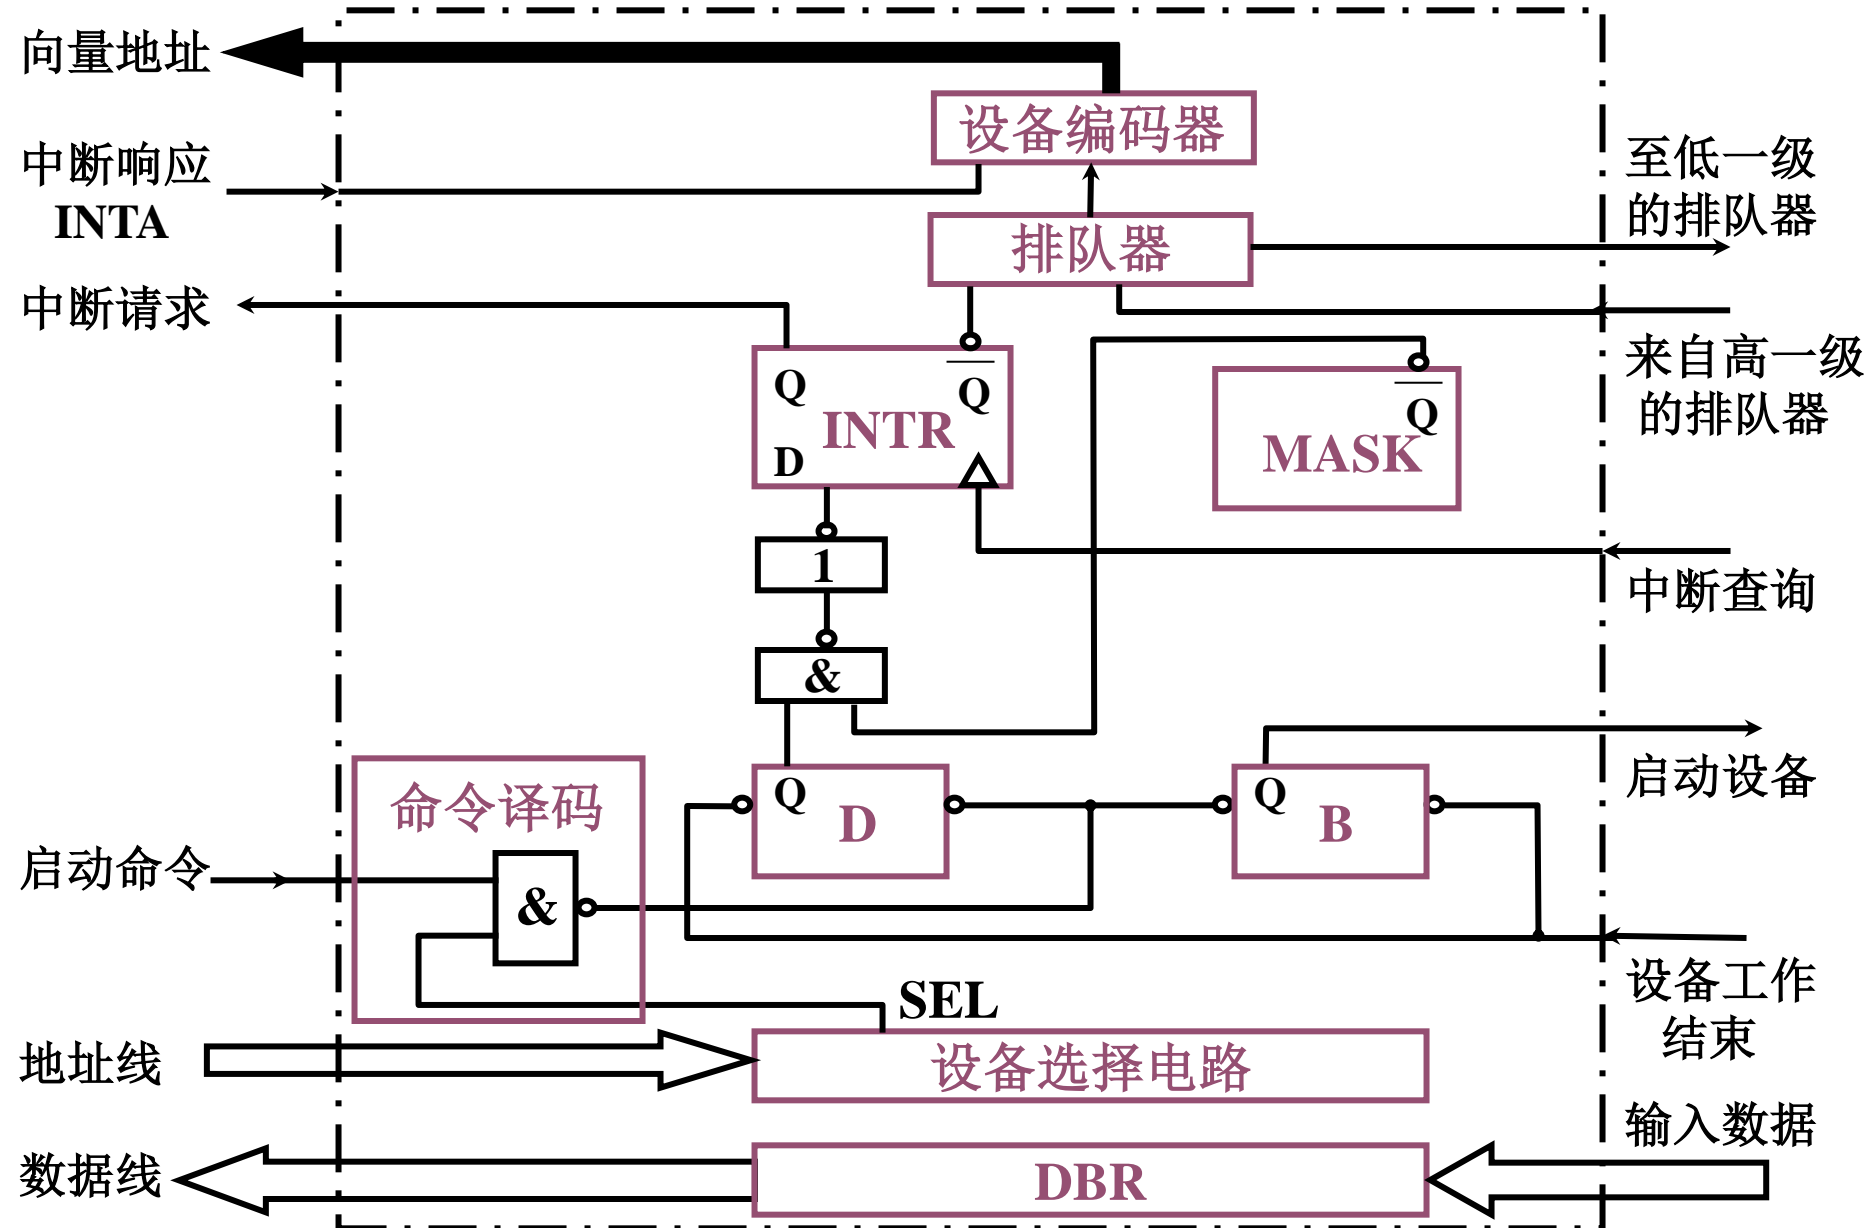 向量地址
设备编码器
中断响应
INTA
至低一级
的排队器
排队器
中断请求
来自高一级
的排队器
Q
Q
INTR
D
Q
MASK
1
中断查询
&
启动设备
命令译码
Q
D
Q
B
启动命令
&
设备工作
结束
SEL
地址线
设备选择电路
输入数据
数据线
DBR